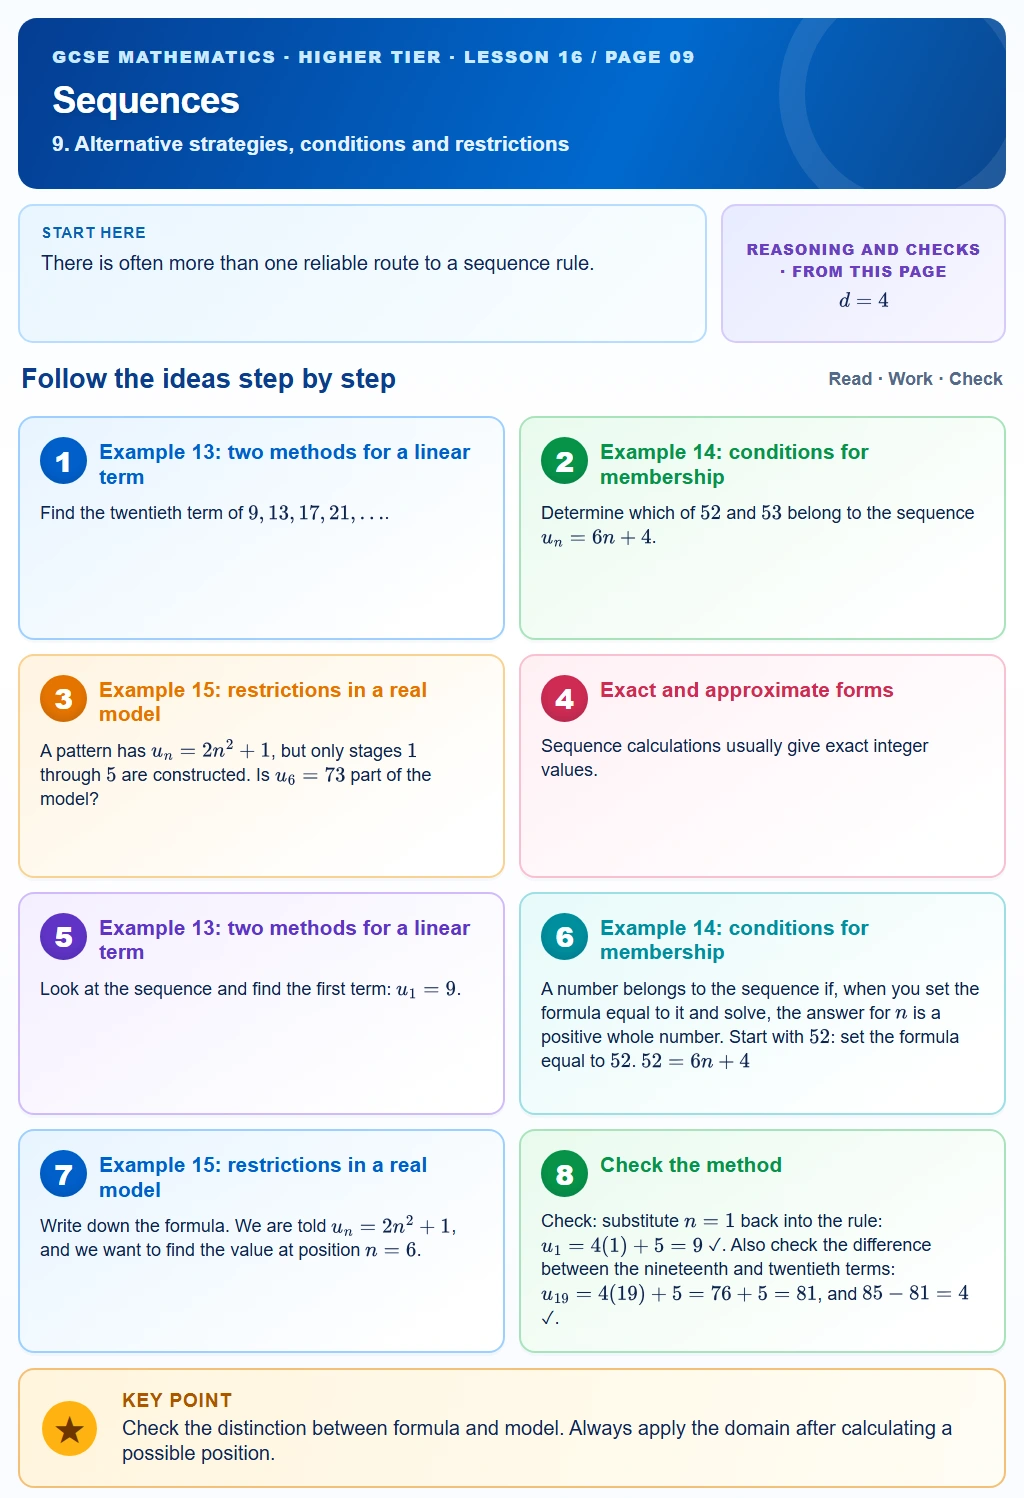 GCSE MATHEMATICS · HIGHER TIER · LESSON 16 / PAGE 09
Sequences
9. Alternative strategies, conditions and restrictions
START HERE
There is often more than one reliable route to a sequence rule.
REASONING AND CHECKS
· FROM THIS PAGE
d = 4
Follow the ideas step by step
Read · Work · Check
1
Example 13: two methods for a linear
term
Find the twentieth term of 9, 13, 17, 21, ….
2
Example 14: conditions for
membership
Determine which of 52 and 53 belong to the sequence
uₙ = 6n + 4.
3
Example 15: restrictions in a real
model
A pattern has uₙ = 2n² + 1, but only stages 1
through 5 are constructed. Is u₆ = 73 part of the
model?
4
Exact and approximate forms
Sequence calculations usually give exact integer
values.
5
Example 13: two methods for a linear
term
Look at the sequence and find the first term: u₁ = 9.
6
Example 14: conditions for
membership
A number belongs to the sequence if, when you set the
formula equal to it and solve, the answer for n is a
positive whole number. Start with 52: set the formula
equal to 52. 52 = 6n + 4
7
Example 15: restrictions in a real
model
Write down the formula. We are told uₙ = 2n² + 1,
and we want to find the value at position n = 6.
8
Check the method
Check: substitute n = 1 back into the rule:
u₁ = 4(1) + 5 = 9 ✓. Also check the difference
between the nineteenth and twentieth terms:
u₁₉ = 4(19) + 5 = 76 + 5 = 81, and 85 − 81 = 4
✓.
KEY POINT
Check the distinction between formula and model. Always apply the domain after calculating a
possible position.